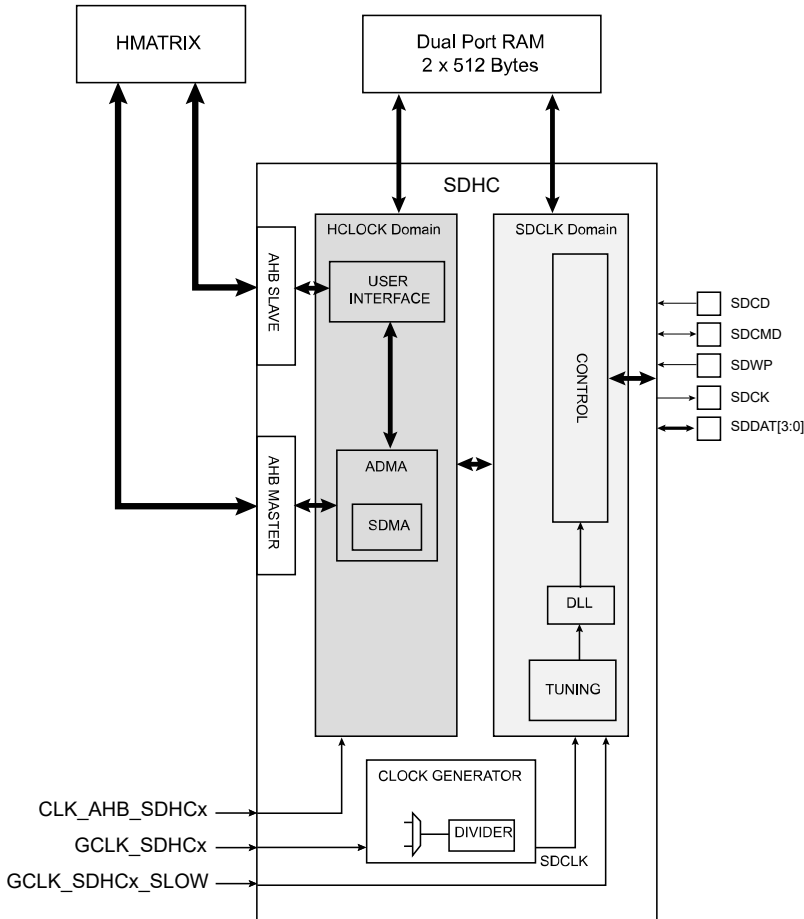 HMATRIX
Dual Port RAM
2 x 512 Bytes
SDHC
HCLOCK Domain
SDCLK Domain
AHB SLAVE
USER
INTERFACE
CONTROL
SDCD
SDCMD
SDWP
SDCK
SDDAT[3:0]
AHB MASTER
ADMA
SDMA
DLL
TUNING
CLOCK GENERATOR
DIVIDER
SDCLK
CLK_AHB_SDHCx
GCLK_SDHCx
GCLK_SDHCx_SLOW